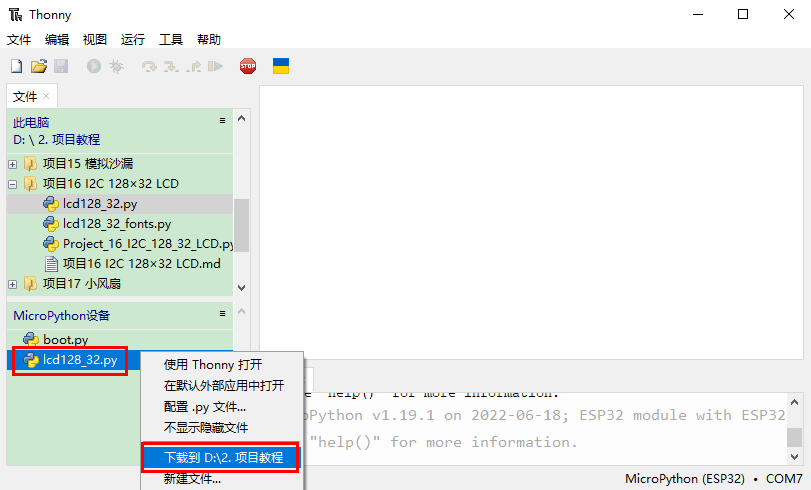 Thonny
文件 编辑 视图 运行 工具 帮助
STOP
文件 ×
此电脑
D: \ 2. 项目教程
项目15 模拟沙漏
项目16 I2C 128×32 LCD
lcd128_32.py
lcd128_32_fonts.py
Project_16_I2C_128_32_LCD.py
项目16 I2C 128×32 LCD.md
项目17 小风扇
MicroPython设备
boot.py
lcd128_32.py
使用 Thonny 打开
在默认外部应用中打开
配置 .py 文件...
不显示隐藏文件
下载到 D:\2. 项目教程
新建文件...
"help()" for more information.
Python v1.19.1 on 2022-06-18; ESP32 module with ESP32
"help()" for more information.
MicroPython (ESP32) • COM7